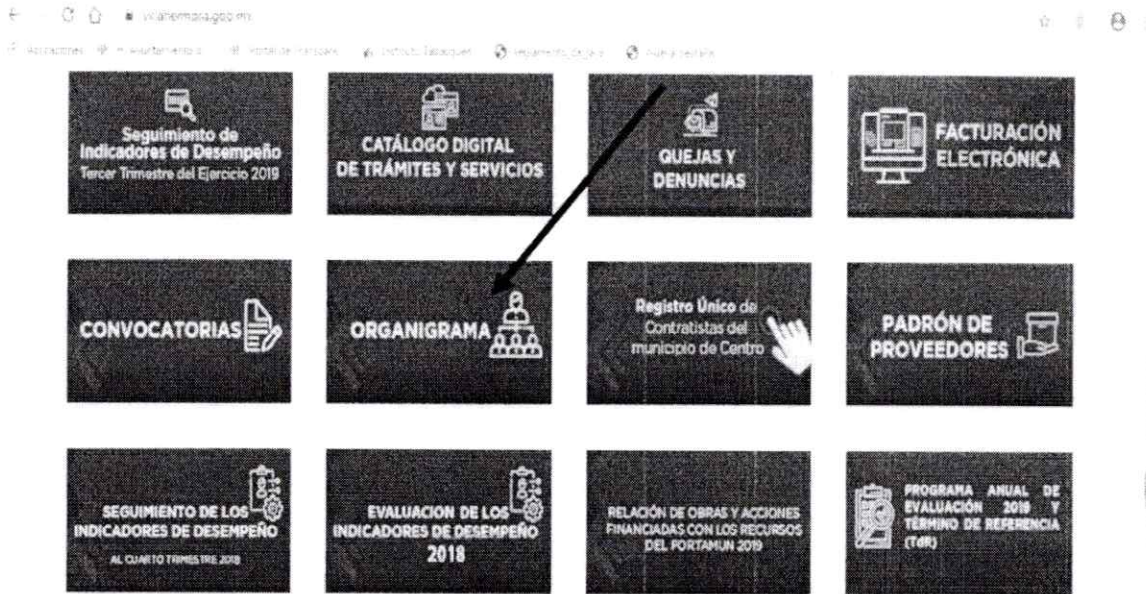 Seguimiento de
Indicadores de Desempeño
Tercer Trimestre del Ejercicio 2019
CATÁLOGO DIGITAL
DE TRÁMITES Y SERVICIOS
QUEJAS Y
DENUNCIAS
FACTURACIÓN
ELECTRÓNICA
CONVOCATORIAS
ORGANIGRAMA
Registro Único de
Contratistas del
municipio de Centro
PADRÓN DE
PROVEEDORES
SEGUIMIENTO DE LOS
INDICADORES DE DESEMPEÑO
AL CUARTO TRIMESTRE 2018
EVALUACION DE LOS
INDICADORES DE DESEMPEÑO
2018
RELACIÓN DE OBRAS Y ACCIONES
FINANCIADAS CON LOS RECURSOS
DEL FORTAMUN 2019
PROGRAMA ANUAL DE
EVALUACIÓN 2019 Y
TÉRMINO DE REFERENCIA
(TdR)